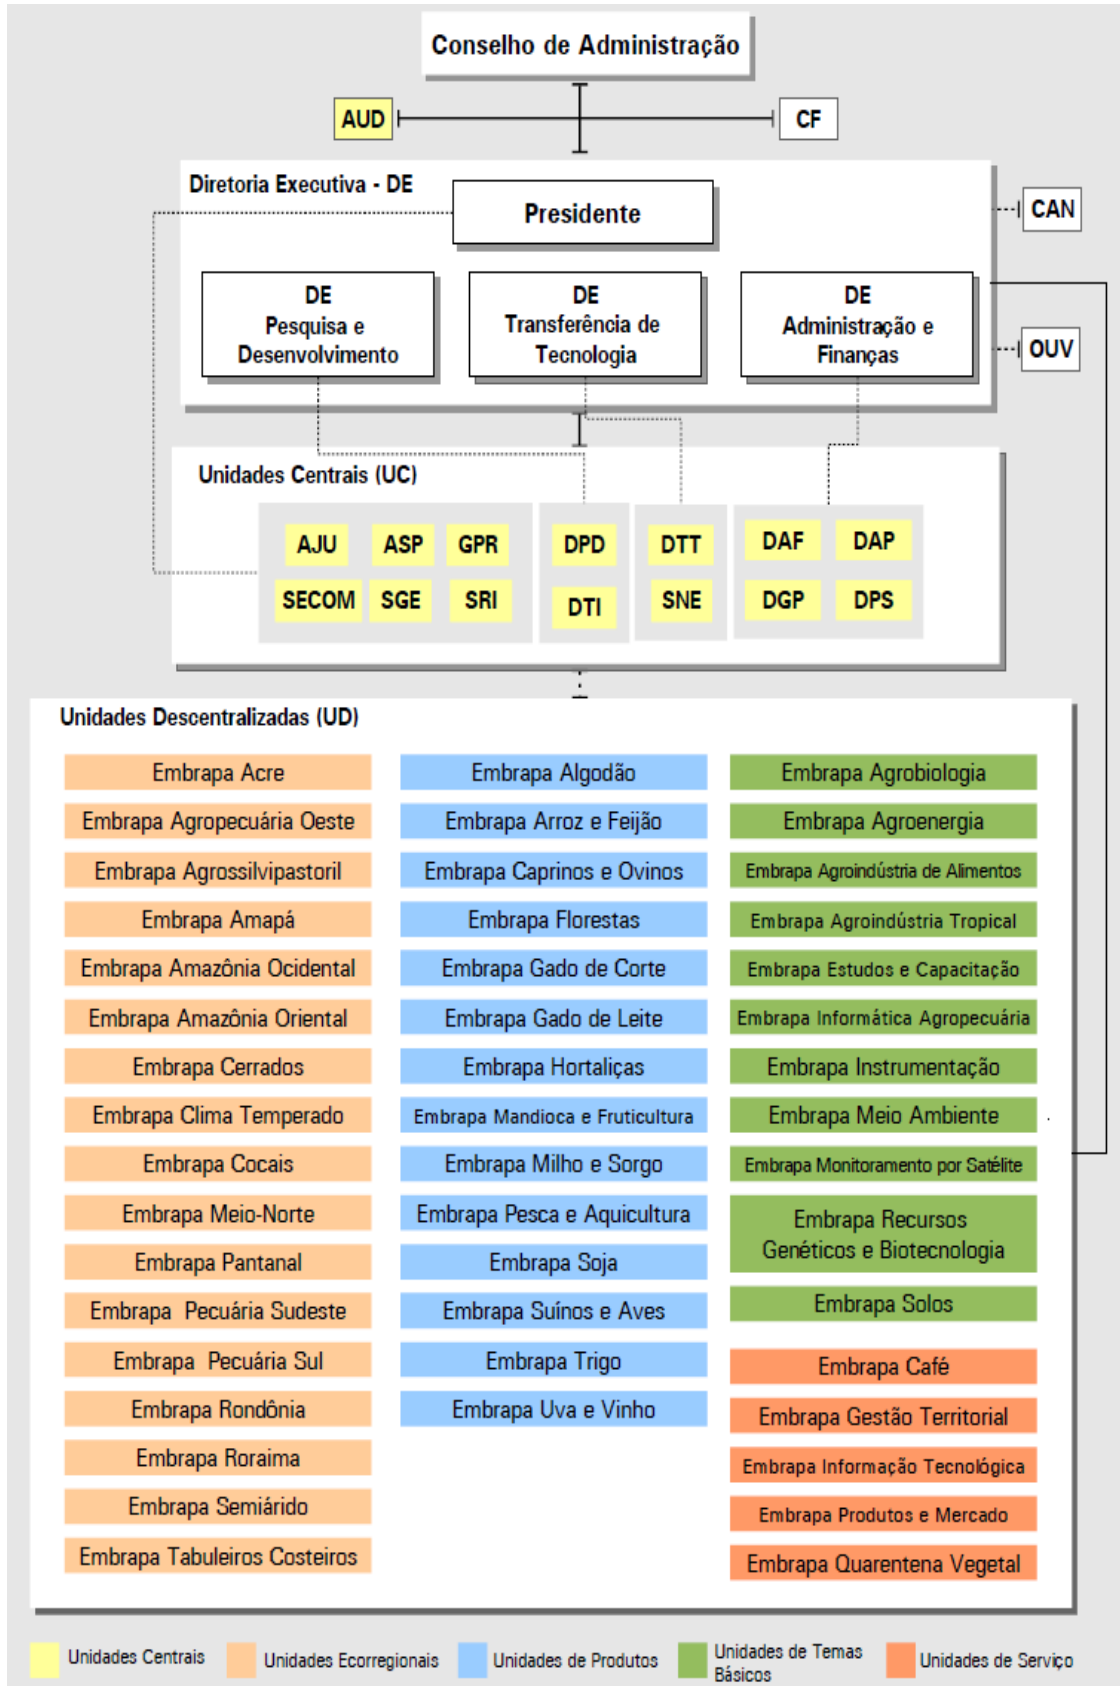 Conselho de Administração
AUD
CF
Diretoria Executiva - DE
Presidente
CAN
DE
Pesquisa e
Desenvolvimento
DE
Transferência de
Tecnologia
DE
Administração e
Finanças
OUV
Unidades Centrais (UC)
AJU
ASP
GPR
DPD
DTT
DAF
DAP
SECOM
SGE
SRI
DTI
SNE
DGP
DPS
Unidades Descentralizadas (UD)
Embrapa Acre
Embrapa Agropecuária Oeste
Embrapa Agrossilvipastoril
Embrapa Amapá
Embrapa Amazônia Ocidental
Embrapa Amazônia Oriental
Embrapa Cerrados
Embrapa Clima Temperado
Embrapa Cocais
Embrapa Meio-Norte
Embrapa Pantanal
Embrapa Pecuária Sudeste
Embrapa Pecuária Sul
Embrapa Rondônia
Embrapa Roraima
Embrapa Semiárido
Embrapa Tabuleiros Costeiros
Embrapa Algodão
Embrapa Arroz e Feijão
Embrapa Caprinos e Ovinos
Embrapa Florestas
Embrapa Gado de Corte
Embrapa Gado de Leite
Embrapa Hortaliças
Embrapa Mandioca e Fruticultura
Embrapa Milho e Sorgo
Embrapa Pesca e Aquicultura
Embrapa Soja
Embrapa Suínos e Aves
Embrapa Trigo
Embrapa Uva e Vinho
Embrapa Agrobiologia
Embrapa Agroenergia
Embrapa Agroindústria de Alimentos
Embrapa Agroindústria Tropical
Embrapa Estudos e Capacitação
Embrapa Informática Agropecuária
Embrapa Instrumentação
Embrapa Meio Ambiente
Embrapa Monitoramento por Satélite
Embrapa Recursos
Genéticos e Biotecnologia
Embrapa Solos
Embrapa Café
Embrapa Gestão Territorial
Embrapa Informação Tecnológica
Embrapa Produtos e Mercado
Embrapa Quarentena Vegetal
Unidades Centrais
Unidades Ecorregionais
Unidades de Produtos
Unidades de Temas
Básicos
Unidades de Serviço